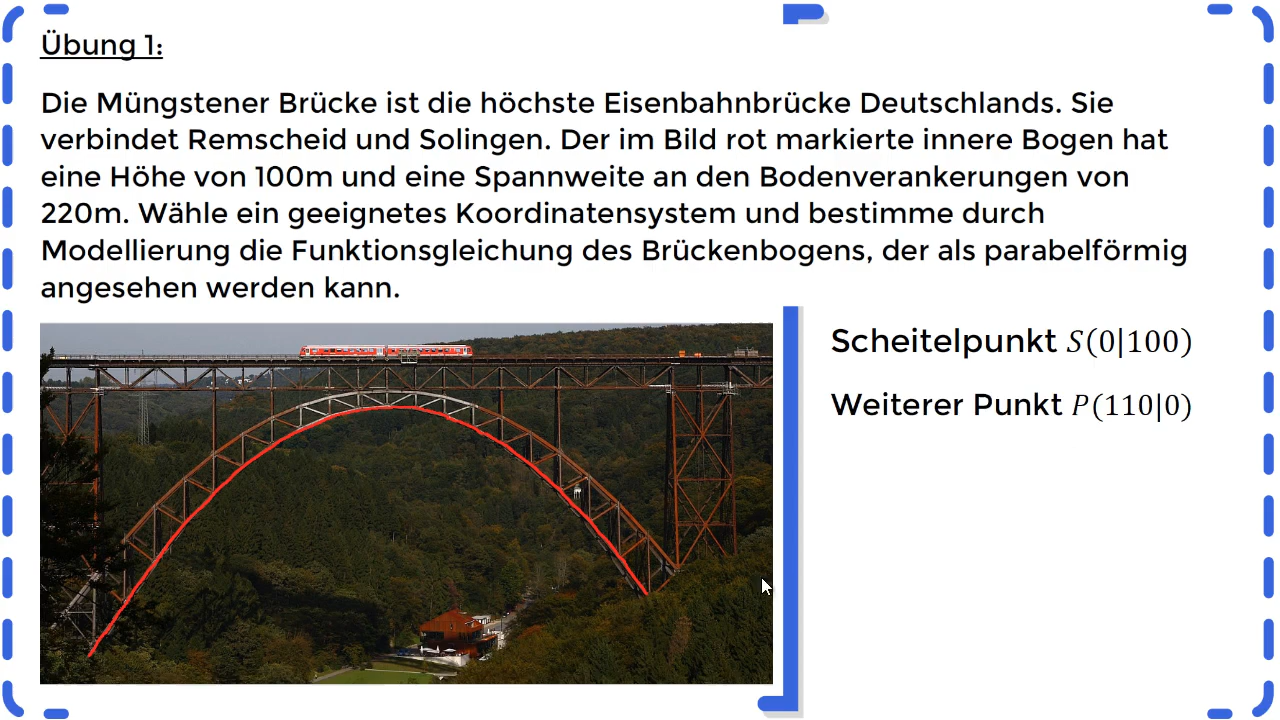 Übung 1:
Die Müngstener Brücke ist die höchste Eisenbahnbrücke Deutschlands. Sie
verbindet Remscheid und Solingen. Der im Bild rot markierte innere Bogen hat
eine Höhe von 100m und eine Spannweite an den Bodenverankerungen von
220m. Wähle ein geeignetes Koordinatensystem und bestimme durch
Modellierung die Funktionsgleichung des Brückenbogens, der als parabelförmig
angesehen werden kann.
Scheitelpunkt S(0|100)
Weiterer Punkt P(110|0)